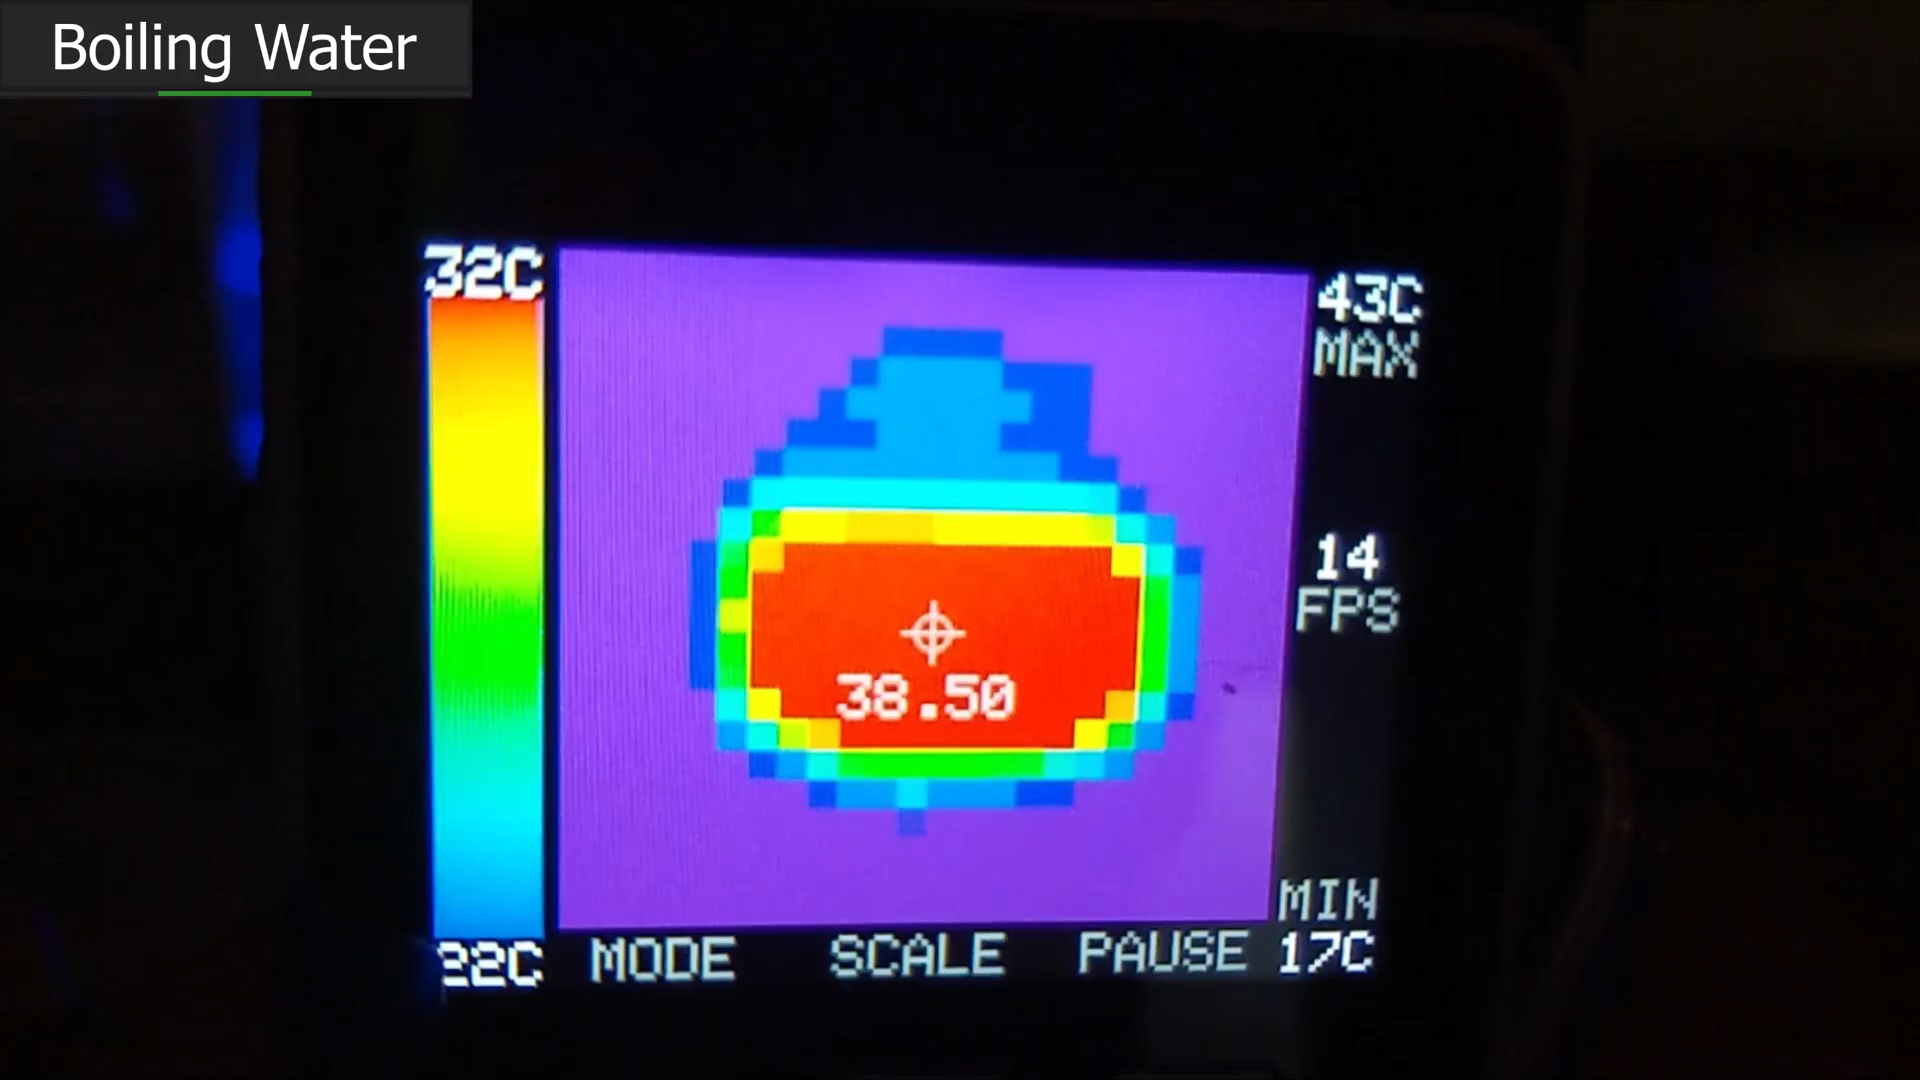 Boiling Water
32C
43C
MAX
14
FPS
38.50
MIN
17C
22C
MODE
SCALE
PAUSE